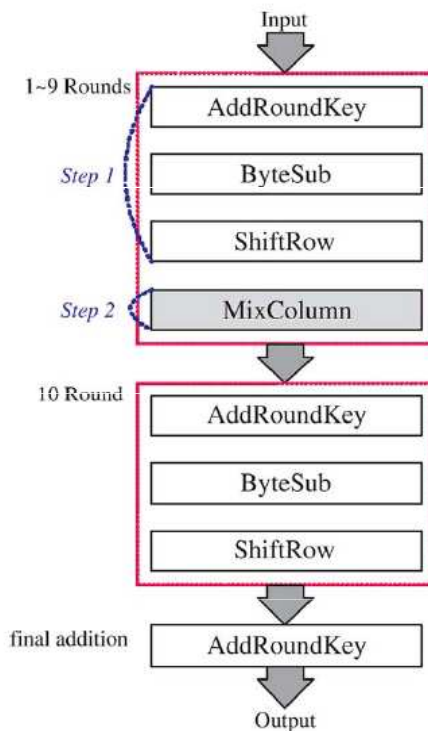 Input
1~9 Rounds
AddRoundKey
Step 1
ByteSub
ShiftRow
Step 2
MixColumn
10 Round
AddRoundKey
ByteSub
ShiftRow
final addition
AddRoundKey
Output